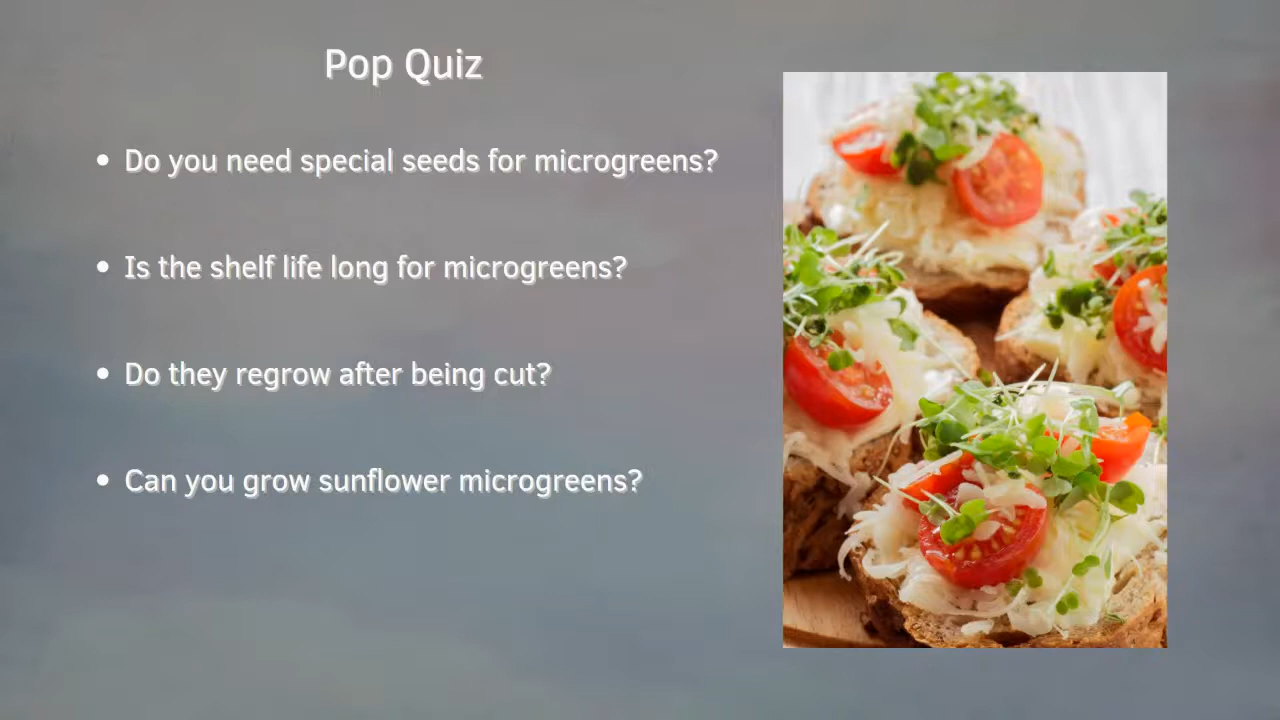 Pop Quiz
• Do you need special seeds for microgreens?
• Is the shelf life long for microgreens?
• Do they regrow after being cut?
• Can you grow sunflower microgreens?